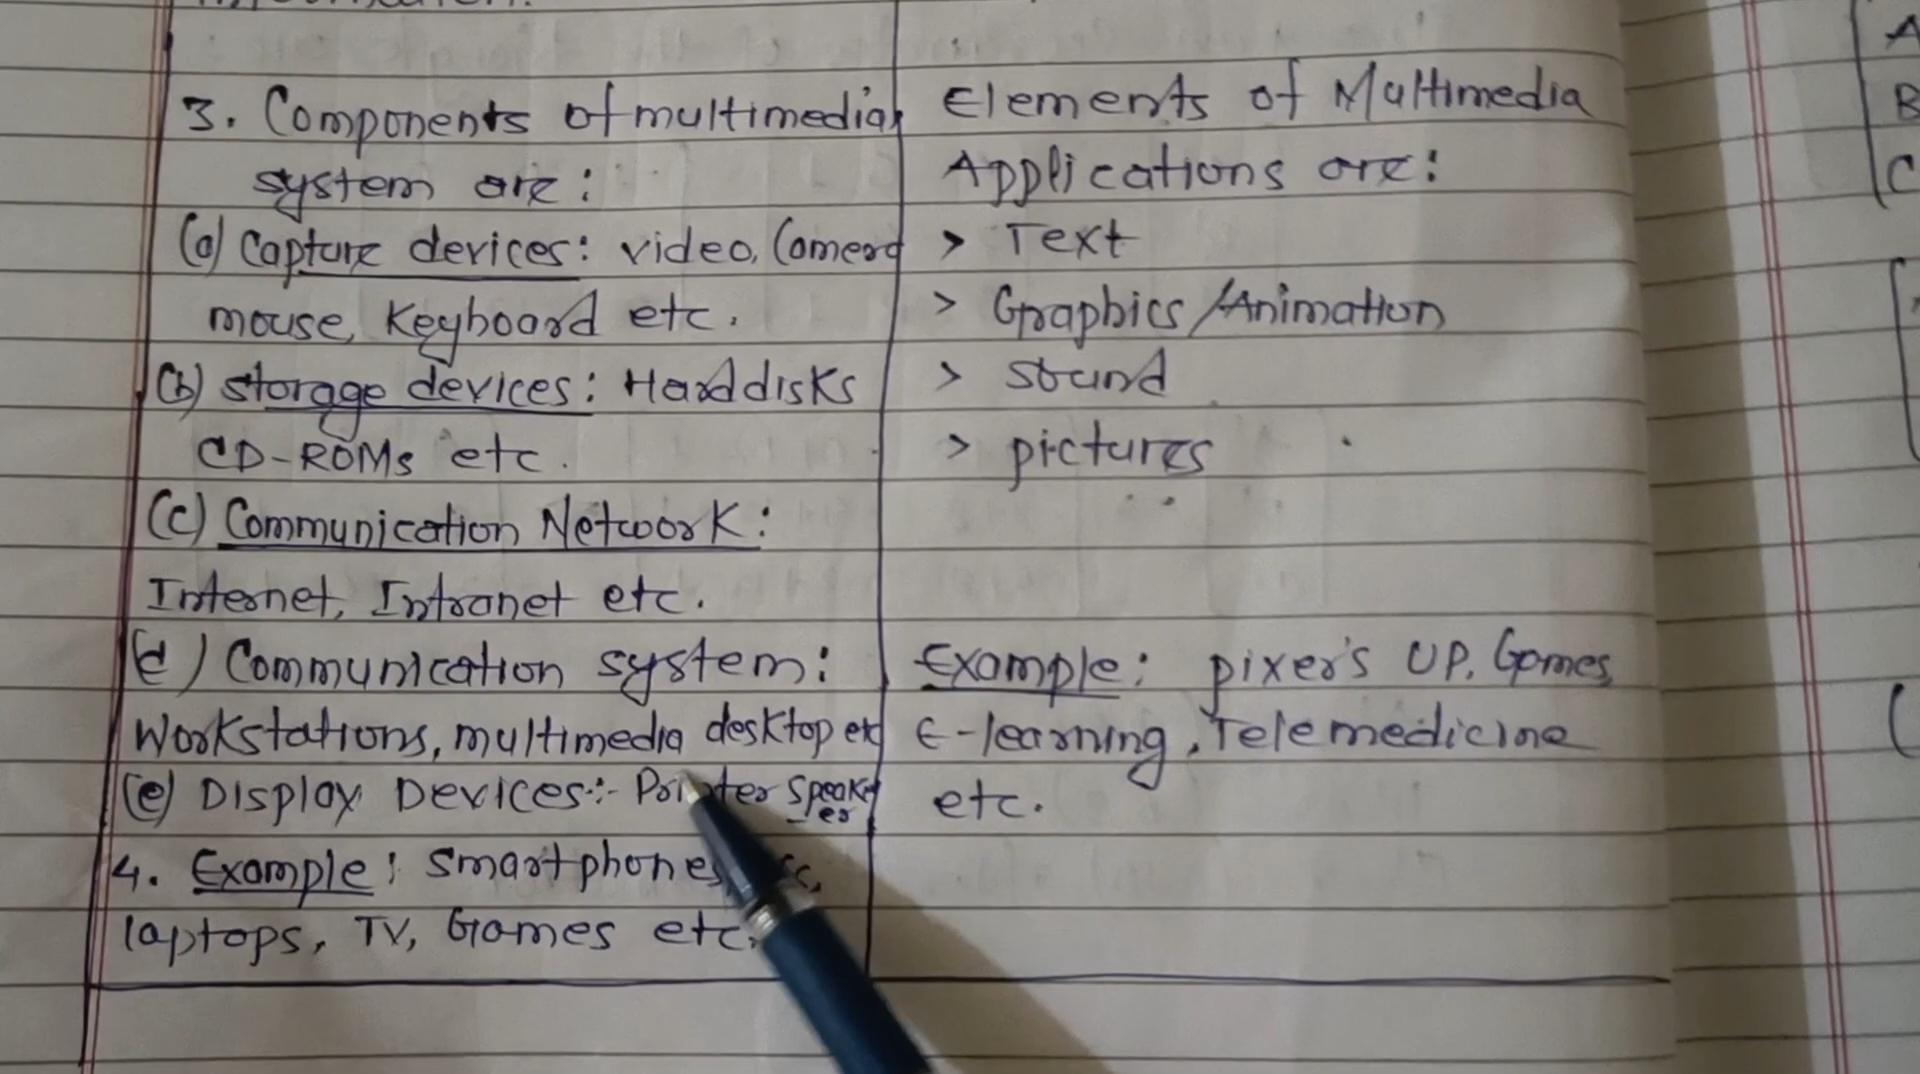 3. Components of multimedia
system are:
(a) Capture devices: video, Camera
mouse, Keyboard etc.
(b) storage devices: Harddisks
CD-ROMs etc.
(c) Communication Network:
Internet, Intranet etc.
(d) Communication system:
Workstations, multimedia desktop etc
(e) Display Devices:- Printer Speaker
4. Example: Smartphones,
laptops, TV, Games etc.
Elements of Multimedia
Applications are:
> Text
> Graphics/Animation
> Sound
> pictures
Example: pixer's UP, Games,
E-learning, Telemedicine
etc.
A
B
C